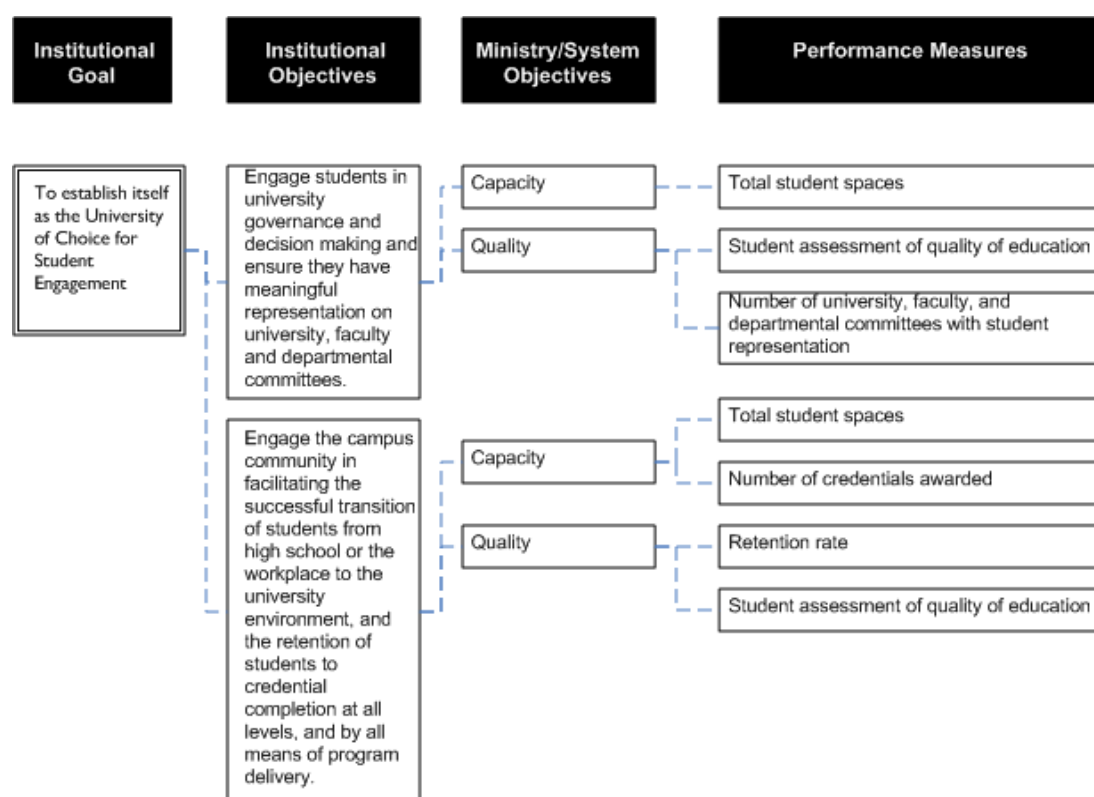 Institutional
Goal
Institutional
Objectives
Ministry/System
Objectives
Performance Measures
To establish itself
as the University
of Choice for
Student
Engagement
Engage students in
university
governance and
decision making and
ensure they have
meaningful
representation on
university, faculty
and departmental
committees.
Capacity
Total student spaces
Quality
Student assessment of quality of education
Number of university, faculty, and
departmental committees with student
representation
Engage the campus
community in
facilitating the
successful transition
of students from
high school or the
workplace to the
university
environment, and
the retention of
students to
credential
completion at all
levels, and by all
means of program
delivery.
Capacity
Total student spaces
Number of credentials awarded
Quality
Retention rate
Student assessment of quality of education